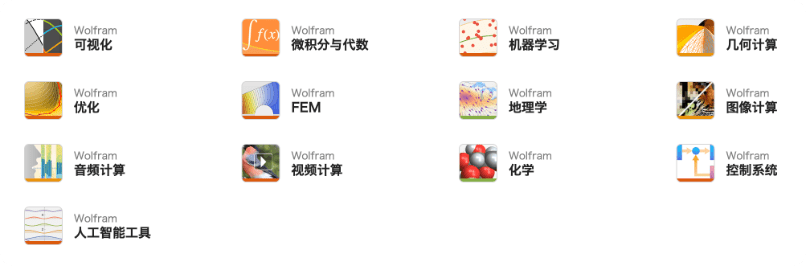 Wolfram
可视化
Wolfram
微积分与代数
Wolfram
机器学习
Wolfram
几何计算
Wolfram
优化
Wolfram
FEM
Wolfram
地理学
Wolfram
图像计算
Wolfram
音频计算
Wolfram
视频计算
Wolfram
化学
Wolfram
控制系统
Wolfram
人工智能工具
∫f(x)